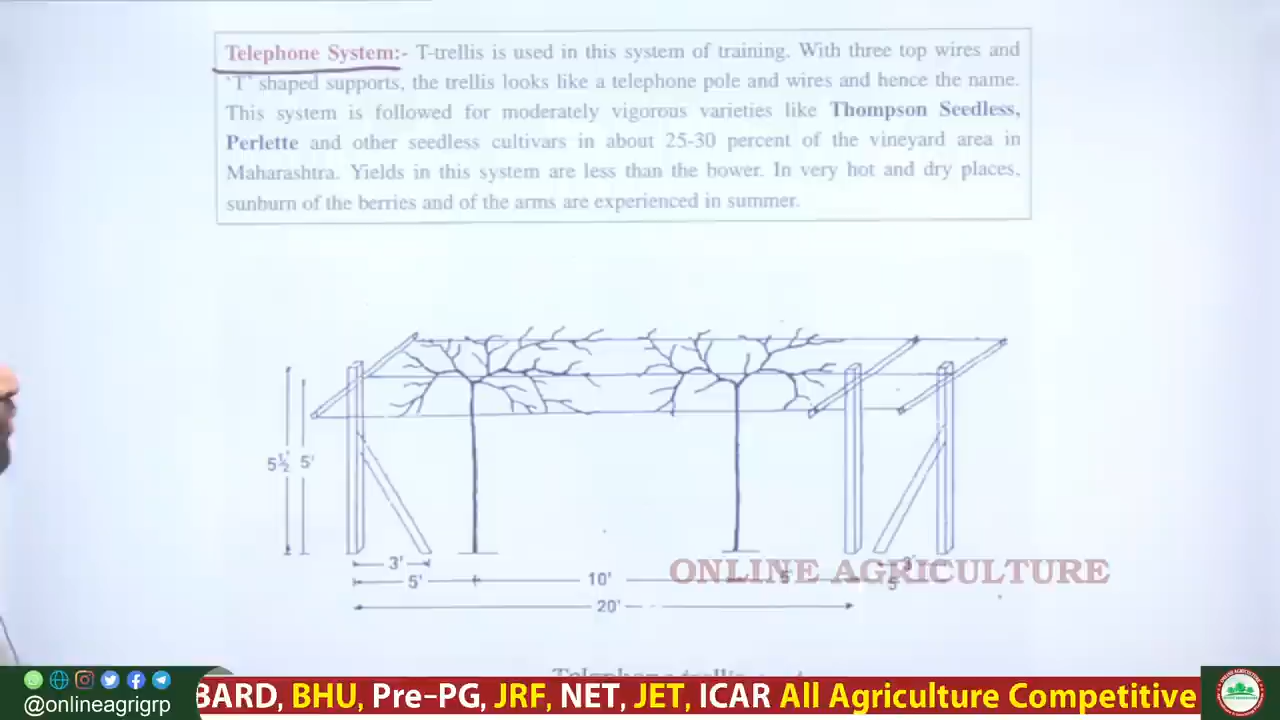 Telephone System:- T-trellis is used in this system of training. With three top wires and
'T' shaped supports, the trellis looks like a telephone pole and wires and hence the name.
This system is followed for moderately vigorous varieties like Thompson Seedless,
Perlette and other seedless cultivars in about 25-30 percent of the vineyard area in
Maharashtra. Yields in this system are less than the bower. In very hot and dry places,
sunburn of the berries and of the arms are experienced in summer.
5½' 5'
3' 3'
ONLINE AGRICULTURE
5' 10' 5' 5'
20'
BARD, BHU, Pre-PG, JRF, NET, JET, ICAR All Agriculture Competitive
@onlineagrigrp